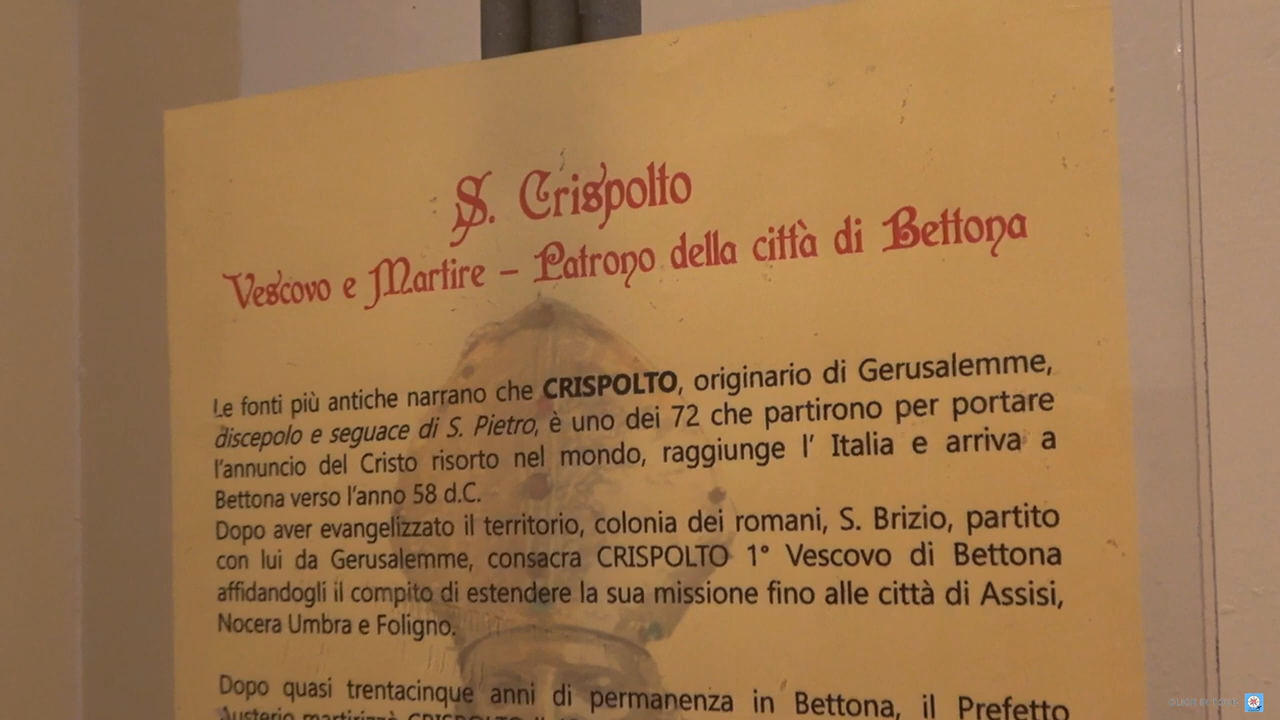 S. Crispolto
Vescovo e Martire – Patrono della città di Bettona
Le fonti più antiche narrano che CRISPOLTO, originario di Gerusalemme,
discepolo e seguace di S. Pietro, è uno dei 72 che partirono per portare
l'annuncio del Cristo risorto nel mondo, raggiunge l' Italia e arriva a
Bettona verso l'anno 58 d.C.
Dopo aver evangelizzato il territorio, colonia dei romani, S. Brizio, partito
con lui da Gerusalemme, consacra CRISPOLTO 1° Vescovo di Bettona
affidandogli il compito di estendere la sua missione fino alle città di Assisi,
Nocera Umbra e Foligno.
Dopo quasi trentacinque anni di permanenza in Bettona, il Prefetto
martirizzò CRISPOLTO